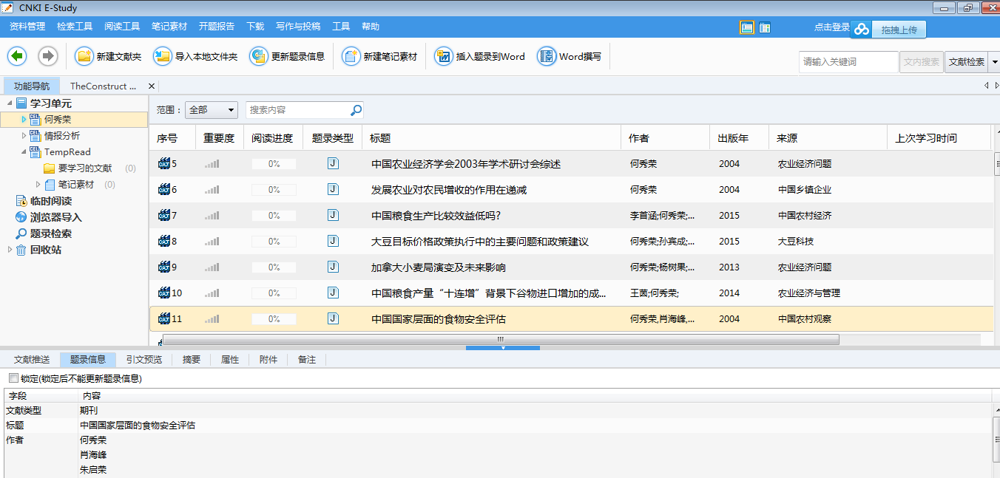 CNKI E-Study
资料管理 检索工具 阅读工具 笔记素材 开题报告 下载 写作与投稿 工具 帮助 点击登录 拖拽上传
新建文献夹 导入本地文件夹 更新题录信息 新建笔记素材 插入题录到Word Word撰写 请输入关键词 文内搜索 文献检索
功能导航 TheConstruct ...
学习单元
何秀荣
情报分析
TempRead
要学习的文献 (0)
笔记素材 (0)
临时阅读
浏览器导入
题录检索
回收站
范围： 全部 搜索内容
序号 重要度 阅读进度 题录类型 标题 作者 出版年 来源 上次学习时间
CAJ 5 0% J 中国农业经济学会2003年学术研讨会综述 何秀荣 2004 农业经济问题
CAJ 6 0% J 发展农业对农民增收的作用在递减 何秀荣 2004 中国乡镇企业
CAJ 7 0% J 中国粮食生产比较效益低吗? 李首涵;何秀荣;... 2015 中国农村经济
CAJ 8 0% J 大豆目标价格政策执行中的主要问题和政策建议 何秀荣;孙宾成;... 2015 大豆科技
CAJ 9 0% J 加拿大小麦局演变及未来影响 何秀荣;杨树果;... 2013 农业经济问题
CAJ 10 0% J 中国粮食产量“十连增”背景下谷物进口增加的成... 王茵;何秀荣; 2014 农业经济与管理
CAJ 11 0% J 中国国家层面的食物安全评估 何秀荣,肖海峰,... 2004 中国农村观察
文献推送 题录信息 引文预览 摘要 属性 附件 备注
锁定(锁定后不能更新题录信息)
字段 内容
文献类型 期刊
标题 中国国家层面的食物安全评估
作者 何秀荣
肖海峰
朱启荣